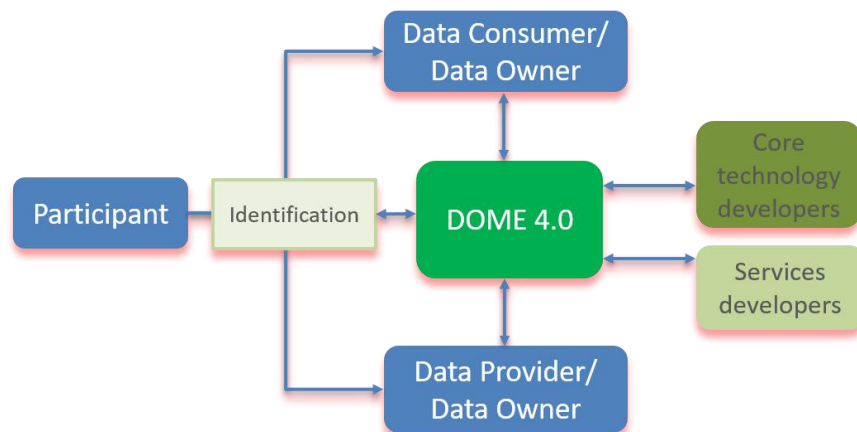 Data Consumer/
Data Owner
Core
technology
developers
Participant
Identification
DOME 4.0
Services
developers
Data Provider/
Data Owner